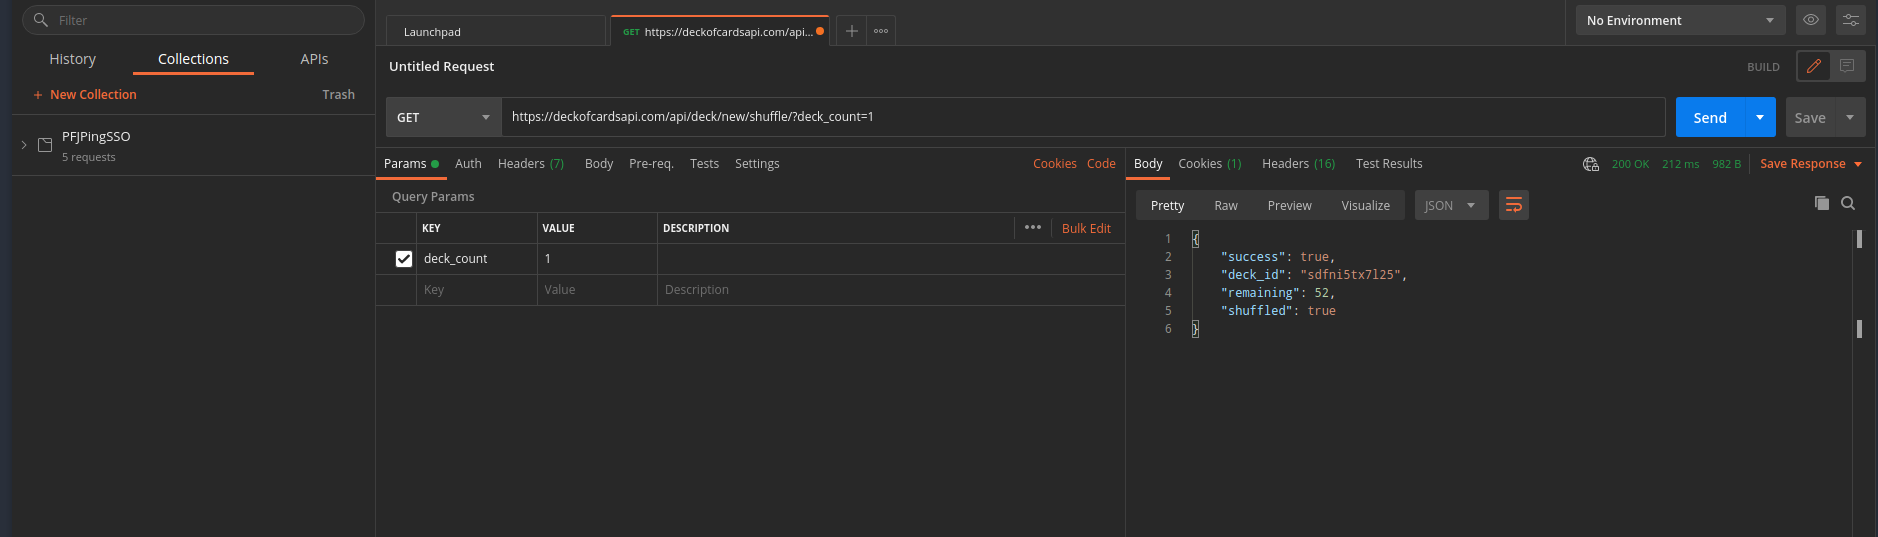 Filter
History Collections APIs
+ New Collection Trash
PFJPingSSO
5 requests
Launchpad
GET https://deckofcardsapi.com/api...
No Environment
Untitled Request
BUILD
GET https://deckofcardsapi.com/api/deck/new/shuffle/?deck_count=1
Send Save
Params Auth Headers (7) Body Pre-req. Tests Settings Cookies Code
Query Params
KEY VALUE DESCRIPTION ••• Bulk Edit
deck_count 1
Key Value Description
Body Cookies (1) Headers (16) Test Results 200 OK 212 ms 982 B Save Response
Pretty Raw Preview Visualize JSON
1 {
2 "success": true,
3 "deck_id": "sdfni5tx7l25",
4 "remaining": 52,
5 "shuffled": true
6 }